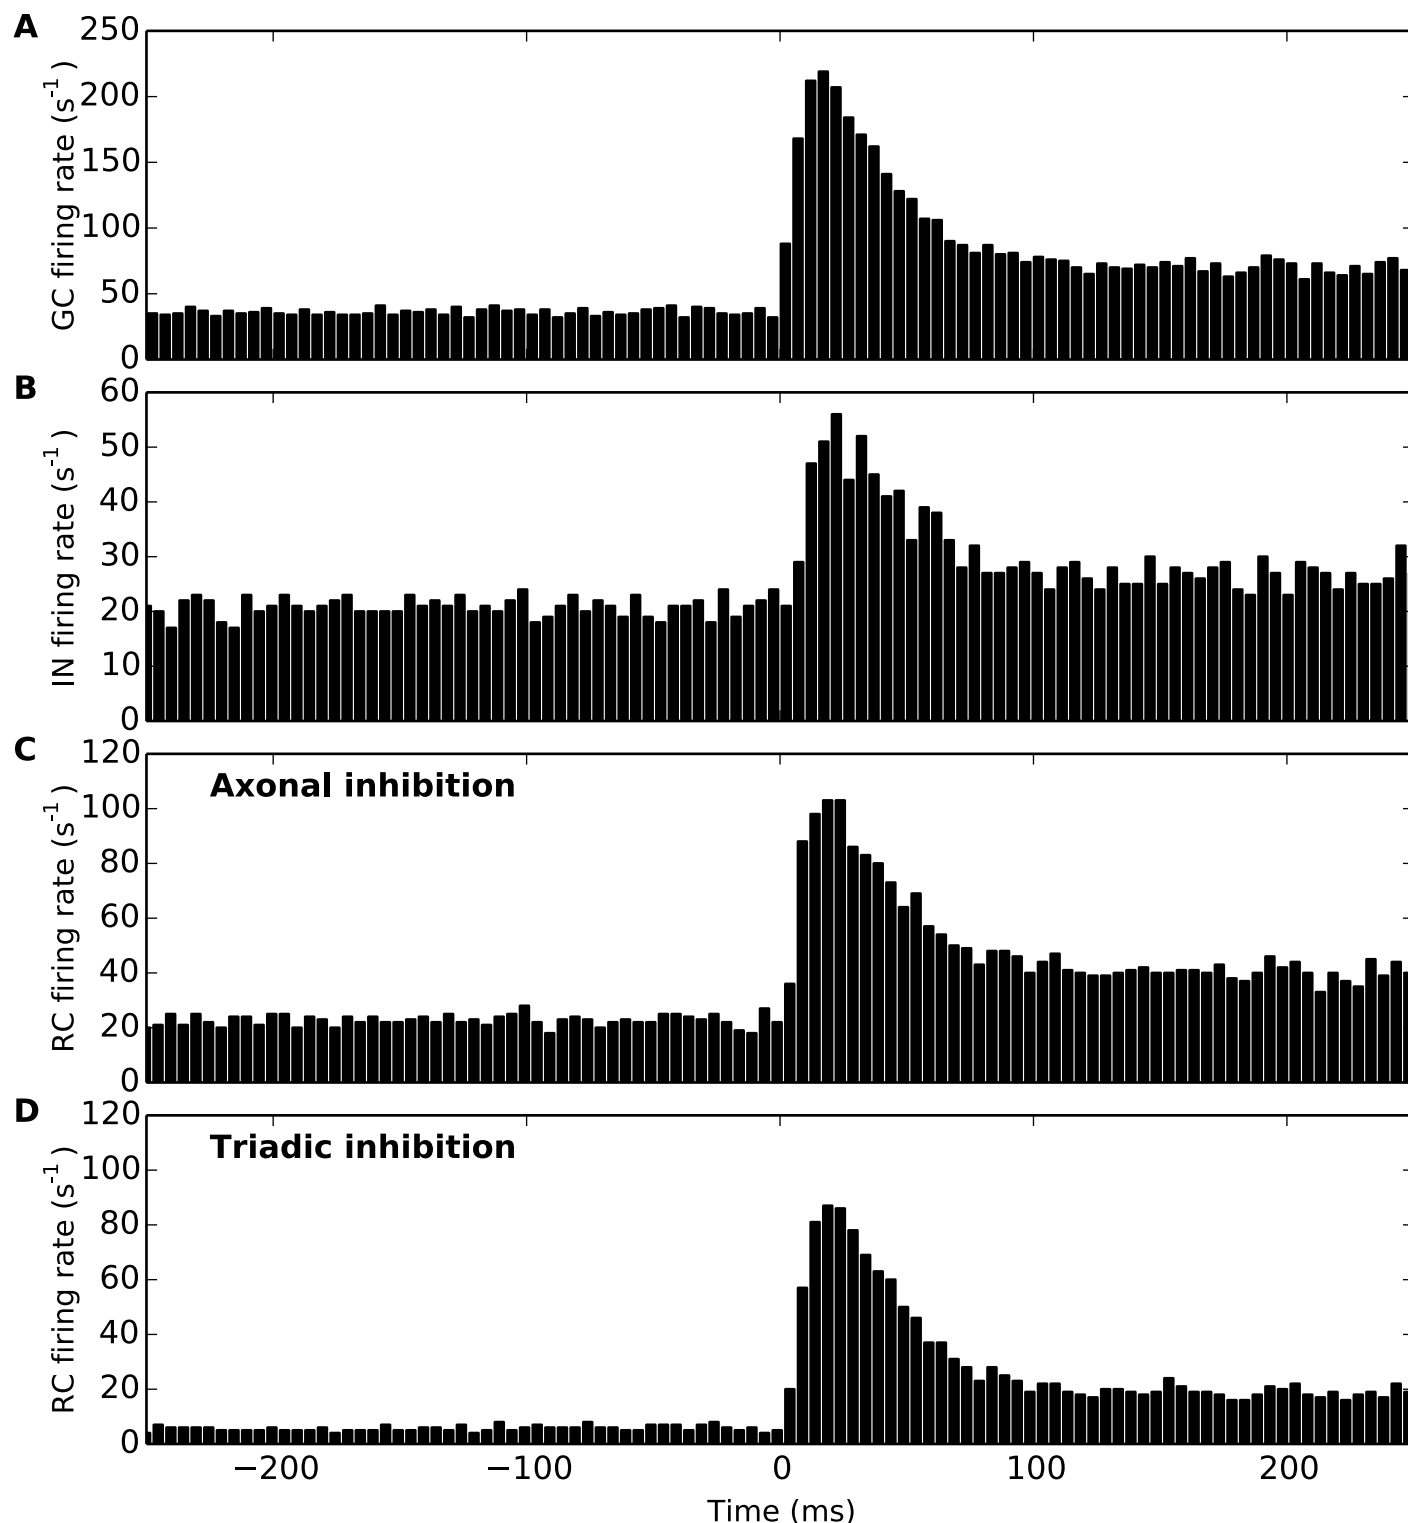 A
250
200
150
100
50
0
GC firing rate (s-1 )
B
60
50
40
30
20
10
0
IN firing rate (s-1 )
C
120
100
80
60
40
20
0
RC firing rate (s-1 )
Axonal inhibition
D
120
100
80
60
40
20
0
RC firing rate (s-1 )
Triadic inhibition
−200 −100 0 100 200
Time (ms)